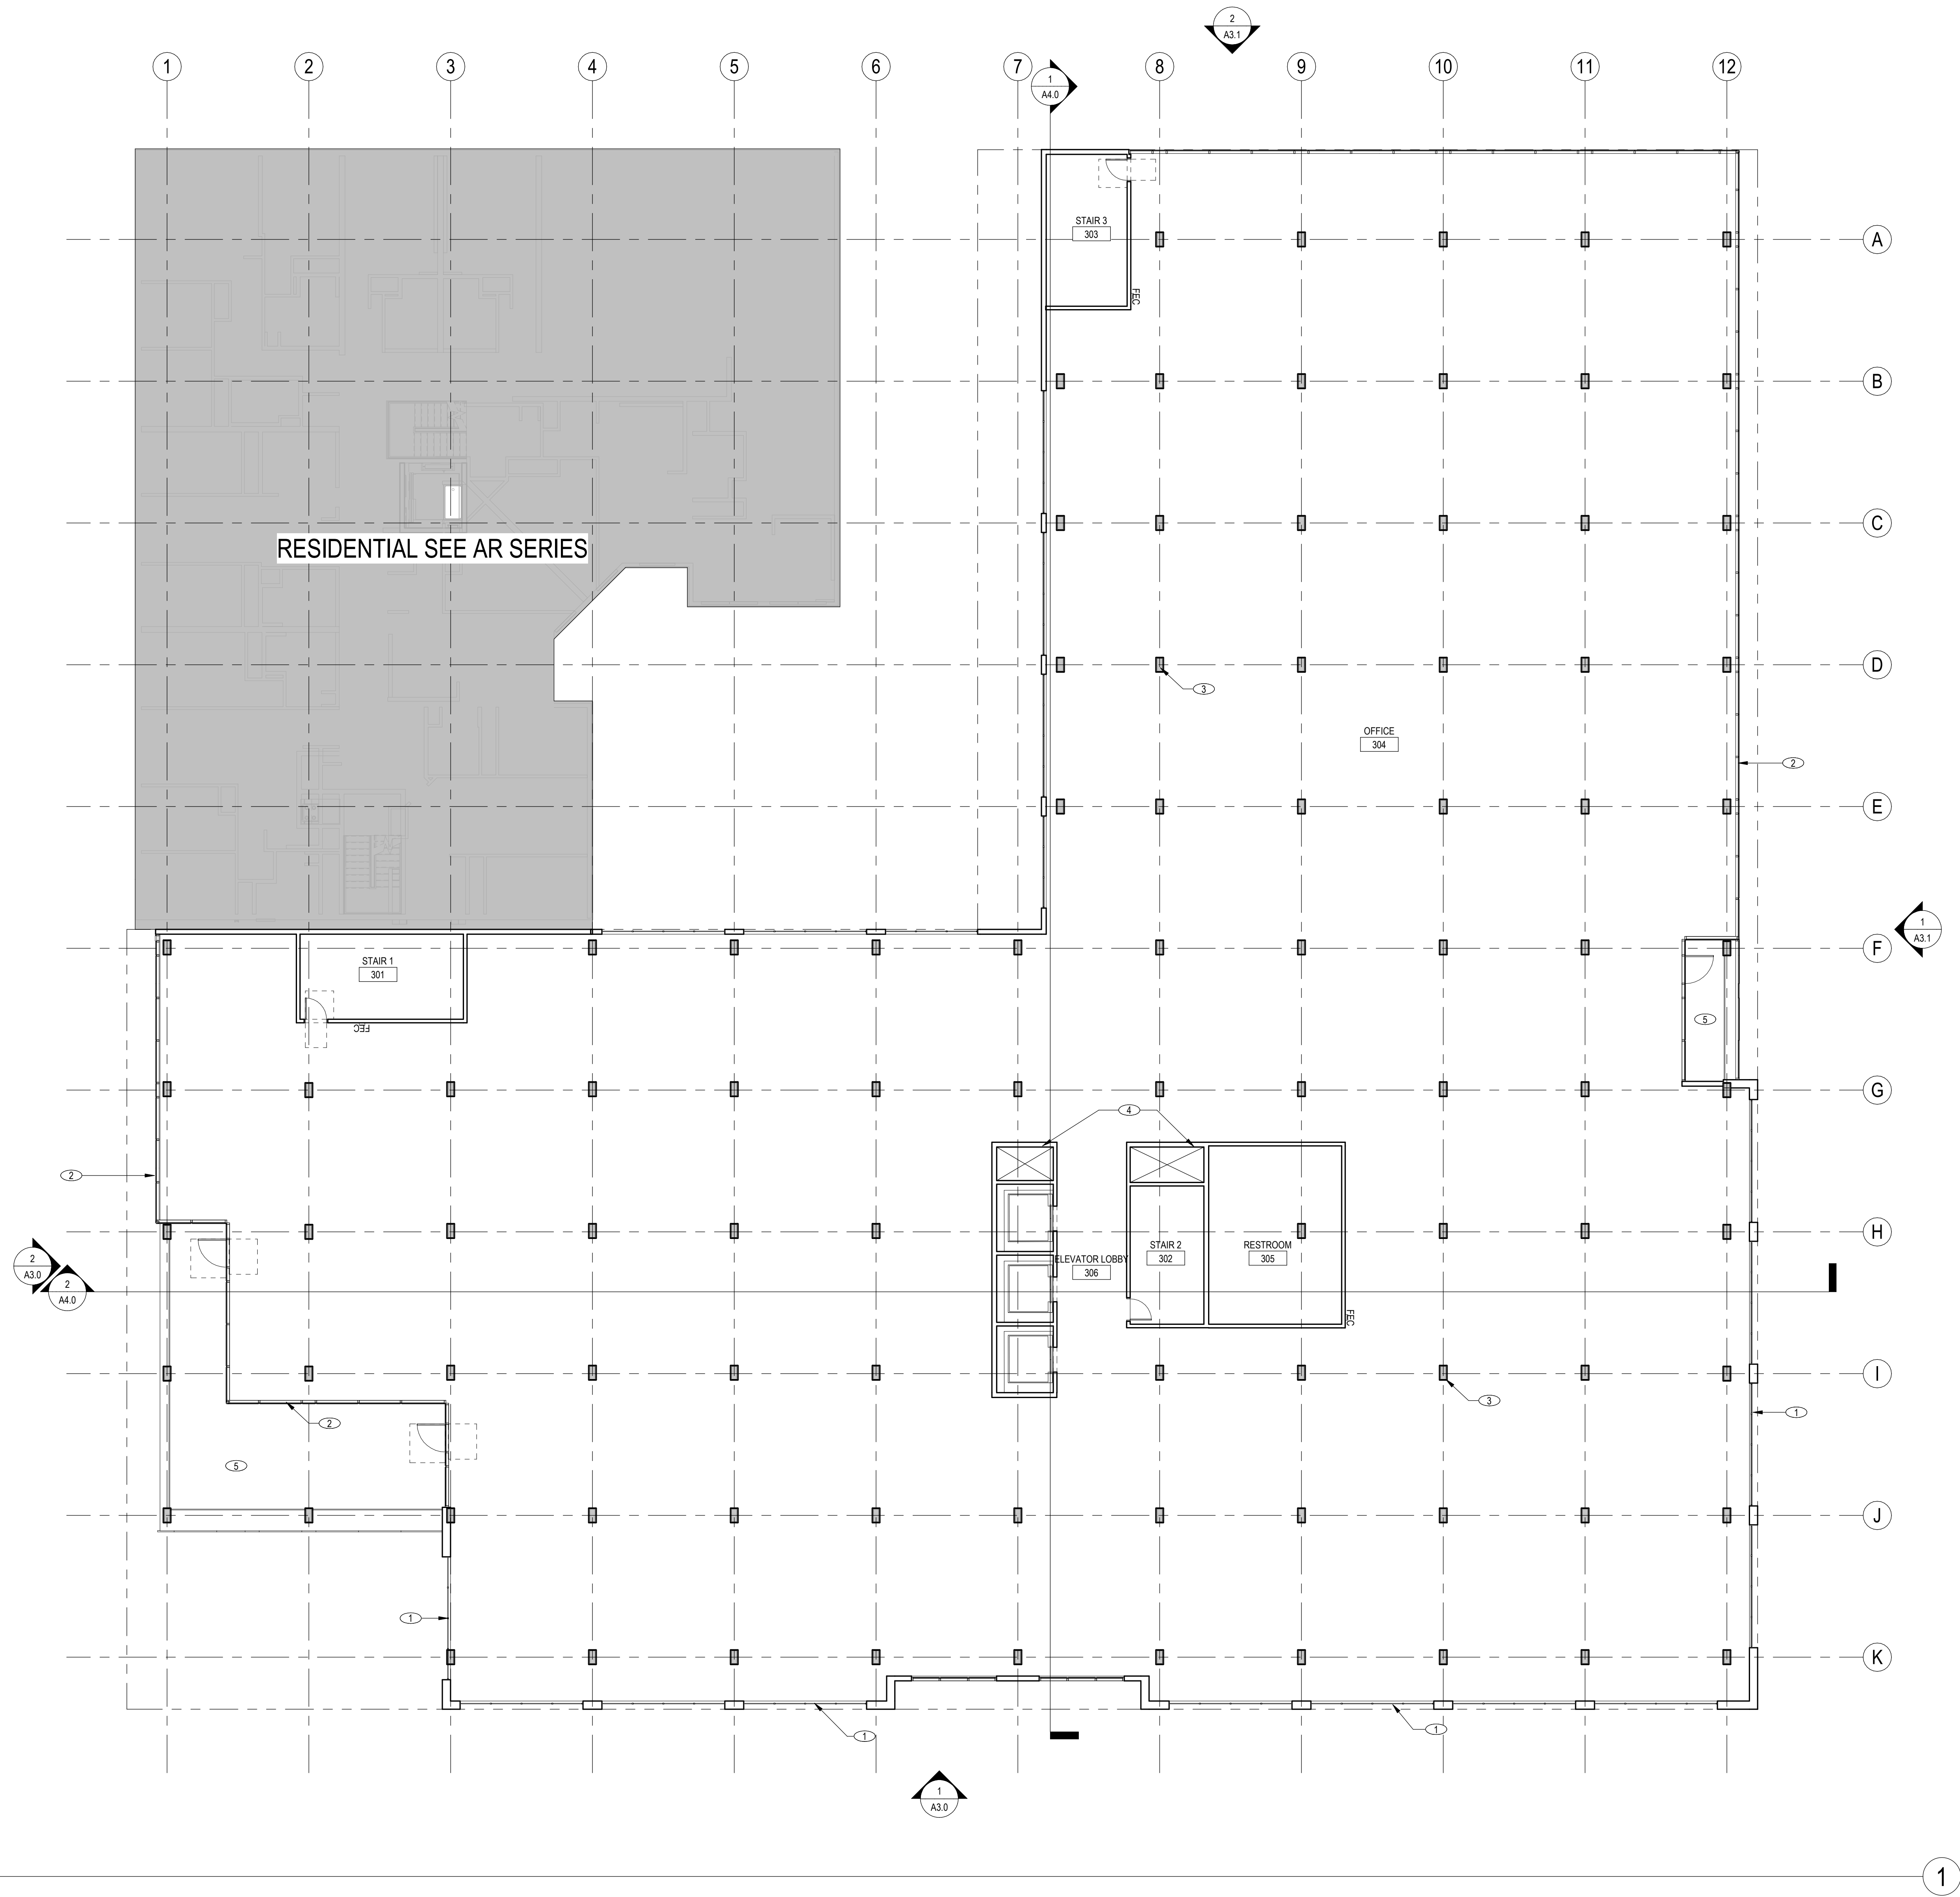 2
A3.1
1
2
3
4
5
6
7
8
9
10
11
12
1
A4.0
STAIR 3
303
A
FEC
B
C
RESIDENTIAL SEE AR SERIES
D
3
OFFICE
304
2
E
1
A3.1
F
STAIR 1
301
5
FEC
G
4
2
H
ELEVATOR LOBBY
306
STAIR 2
302
RESTROOM
305
2
A3.0
2
A4.0
FEC
I
3
1
2
5
J
1
K
1
1
1
A3.0
1